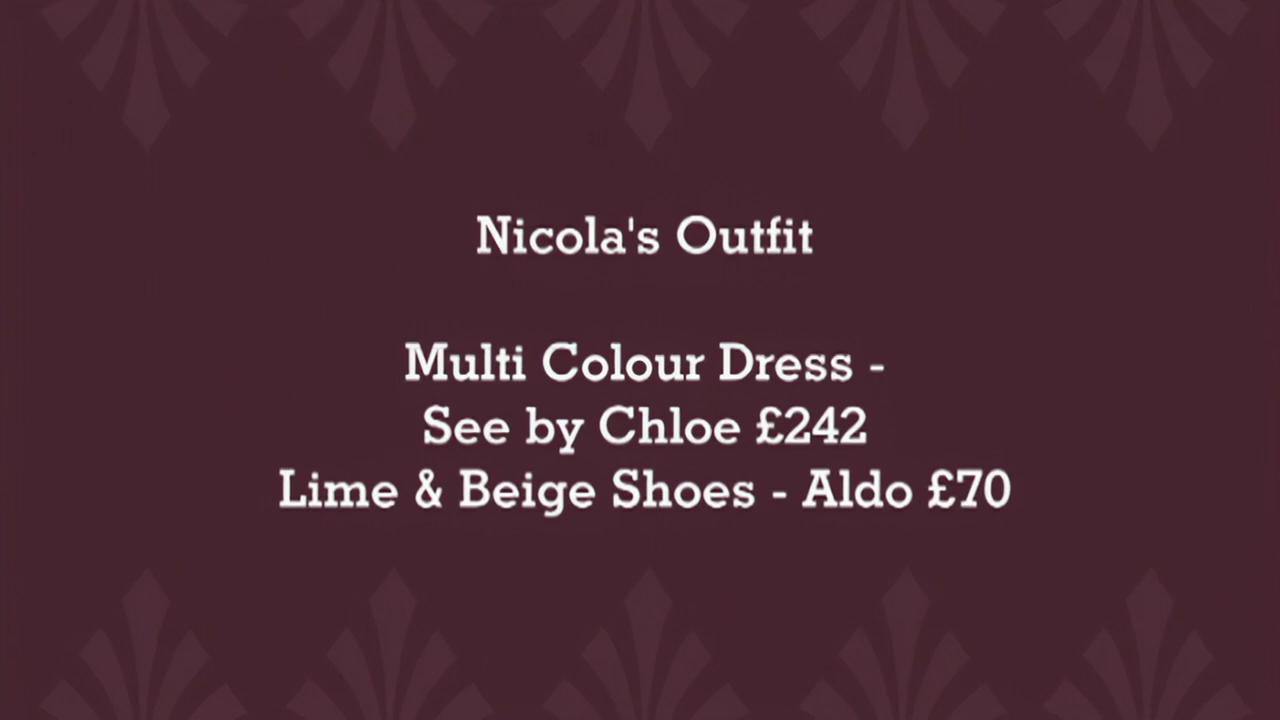 Nicola's Outfit
Multi Colour Dress -
See by Chloe £242
Lime & Beige Shoes - Aldo £70